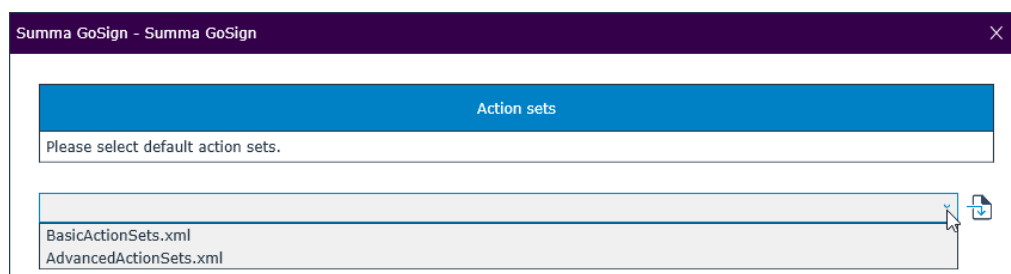 Summa GoSign - Summa GoSign
Action sets
Please select default action sets.
BasicActionSets.xml
AdvancedActionSets.xml